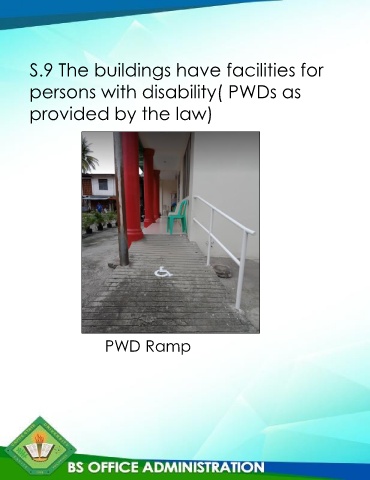 S.9 The buildings have facilities for
persons with disability( PWDs as
provided by the law)
PWD Ramp
BS OFFICE ADMINISTRATION